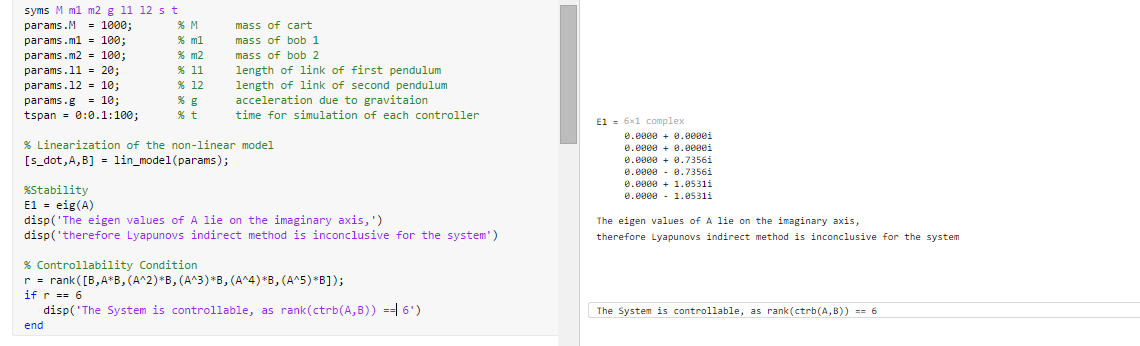 syms M m1 m2 g l1 l2 s t
params.M  = 1000;      % M     mass of cart
params.m1 = 100;       % m1    mass of bob 1
params.m2 = 100;       % m2    mass of bob 2
params.l1 = 20;        % l1    length of link of first pendulum
params.l2 = 10;        % l2    length of link of second pendulum
params.g  = 10;        % g     acceleration due to gravitaion
tspan = 0:0.1:100;     % t     time for simulation of each controller
% Linearization of the non-linear model
[s_dot,A,B] = lin_model(params);
%Stability
E1 = eig(A)
disp('The eigen values of A lie on the imaginary axis,')
disp('therefore Lyapunovs indirect method is inconclusive for the system')
% Controllability Condition
r = rank([B,A*B,(A^2)*B,(A^3)*B,(A^4)*B,(A^5)*B]);
if r == 6
   disp('The System is controllable, as rank(ctrb(A,B)) == 6')
end
E1 = 6×1 complex
0.0000 + 0.0000i
0.0000 + 0.0000i
0.0000 + 0.7356i
0.0000 - 0.7356i
0.0000 + 1.0531i
0.0000 - 1.0531i
The eigen values of A lie on the imaginary axis,
therefore Lyapunovs indirect method is inconclusive for the system
The System is controllable, as rank(ctrb(A,B)) == 6